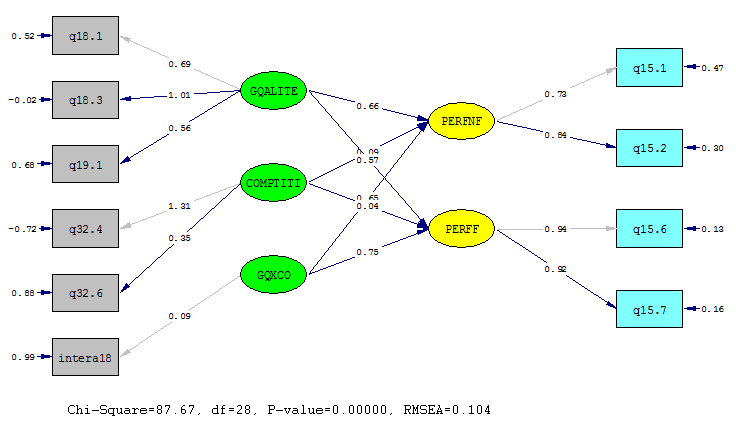 0.52 q18.1
0.69
-0.02 q18.3 1.01 GQALITE
0.56
0.68 q19.1
COMPTITI
-0.72 q32.4 1.31
0.35
0.88 q32.6
GQXCO
0.09
0.99 intera18
0.66
0.09
0.57
0.65
0.04
0.75
PERFNF
PERFF
0.73 q15.1 0.47
0.84 q15.2 0.30
0.94 q15.6 0.13
0.92 q15.7 0.16
Chi-Square=87.67, df=28, P-value=0.00000, RMSEA=0.104